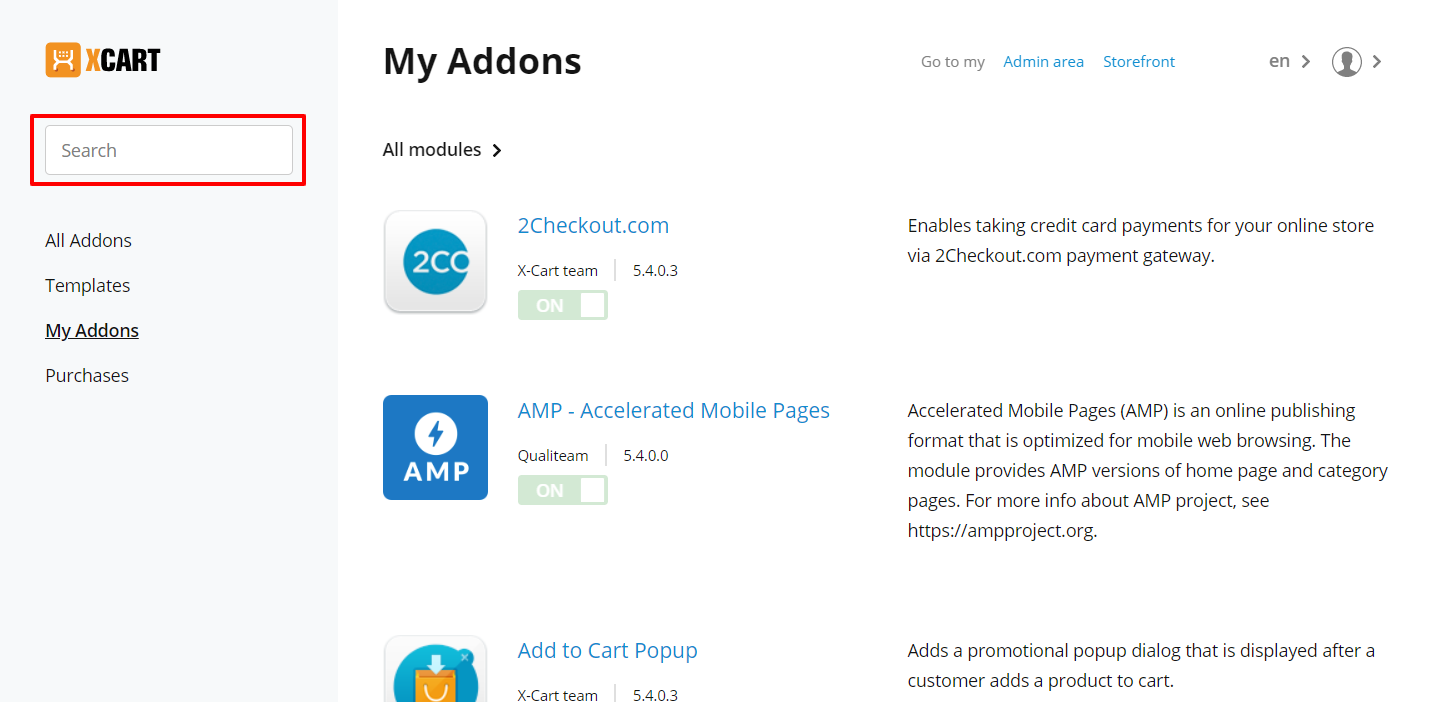 XCART
My Addons
Go to my Admin area Storefront
en
Search
All modules
All Addons
Templates
My Addons
Purchases
2CO
2Checkout.com
X-Cart team 5.4.0.3
ON
Enables taking credit card payments for your online store
via 2Checkout.com payment gateway.
AMP
AMP - Accelerated Mobile Pages
Qualiteam 5.4.0.0
ON
Accelerated Mobile Pages (AMP) is an online publishing
format that is optimized for mobile web browsing. The
module provides AMP versions of home page and category
pages. For more info about AMP project, see
https://ampproject.org.
Add to Cart Popup
X-Cart team 5.4.0.3
Adds a promotional popup dialog that is displayed after a
customer adds a product to cart.